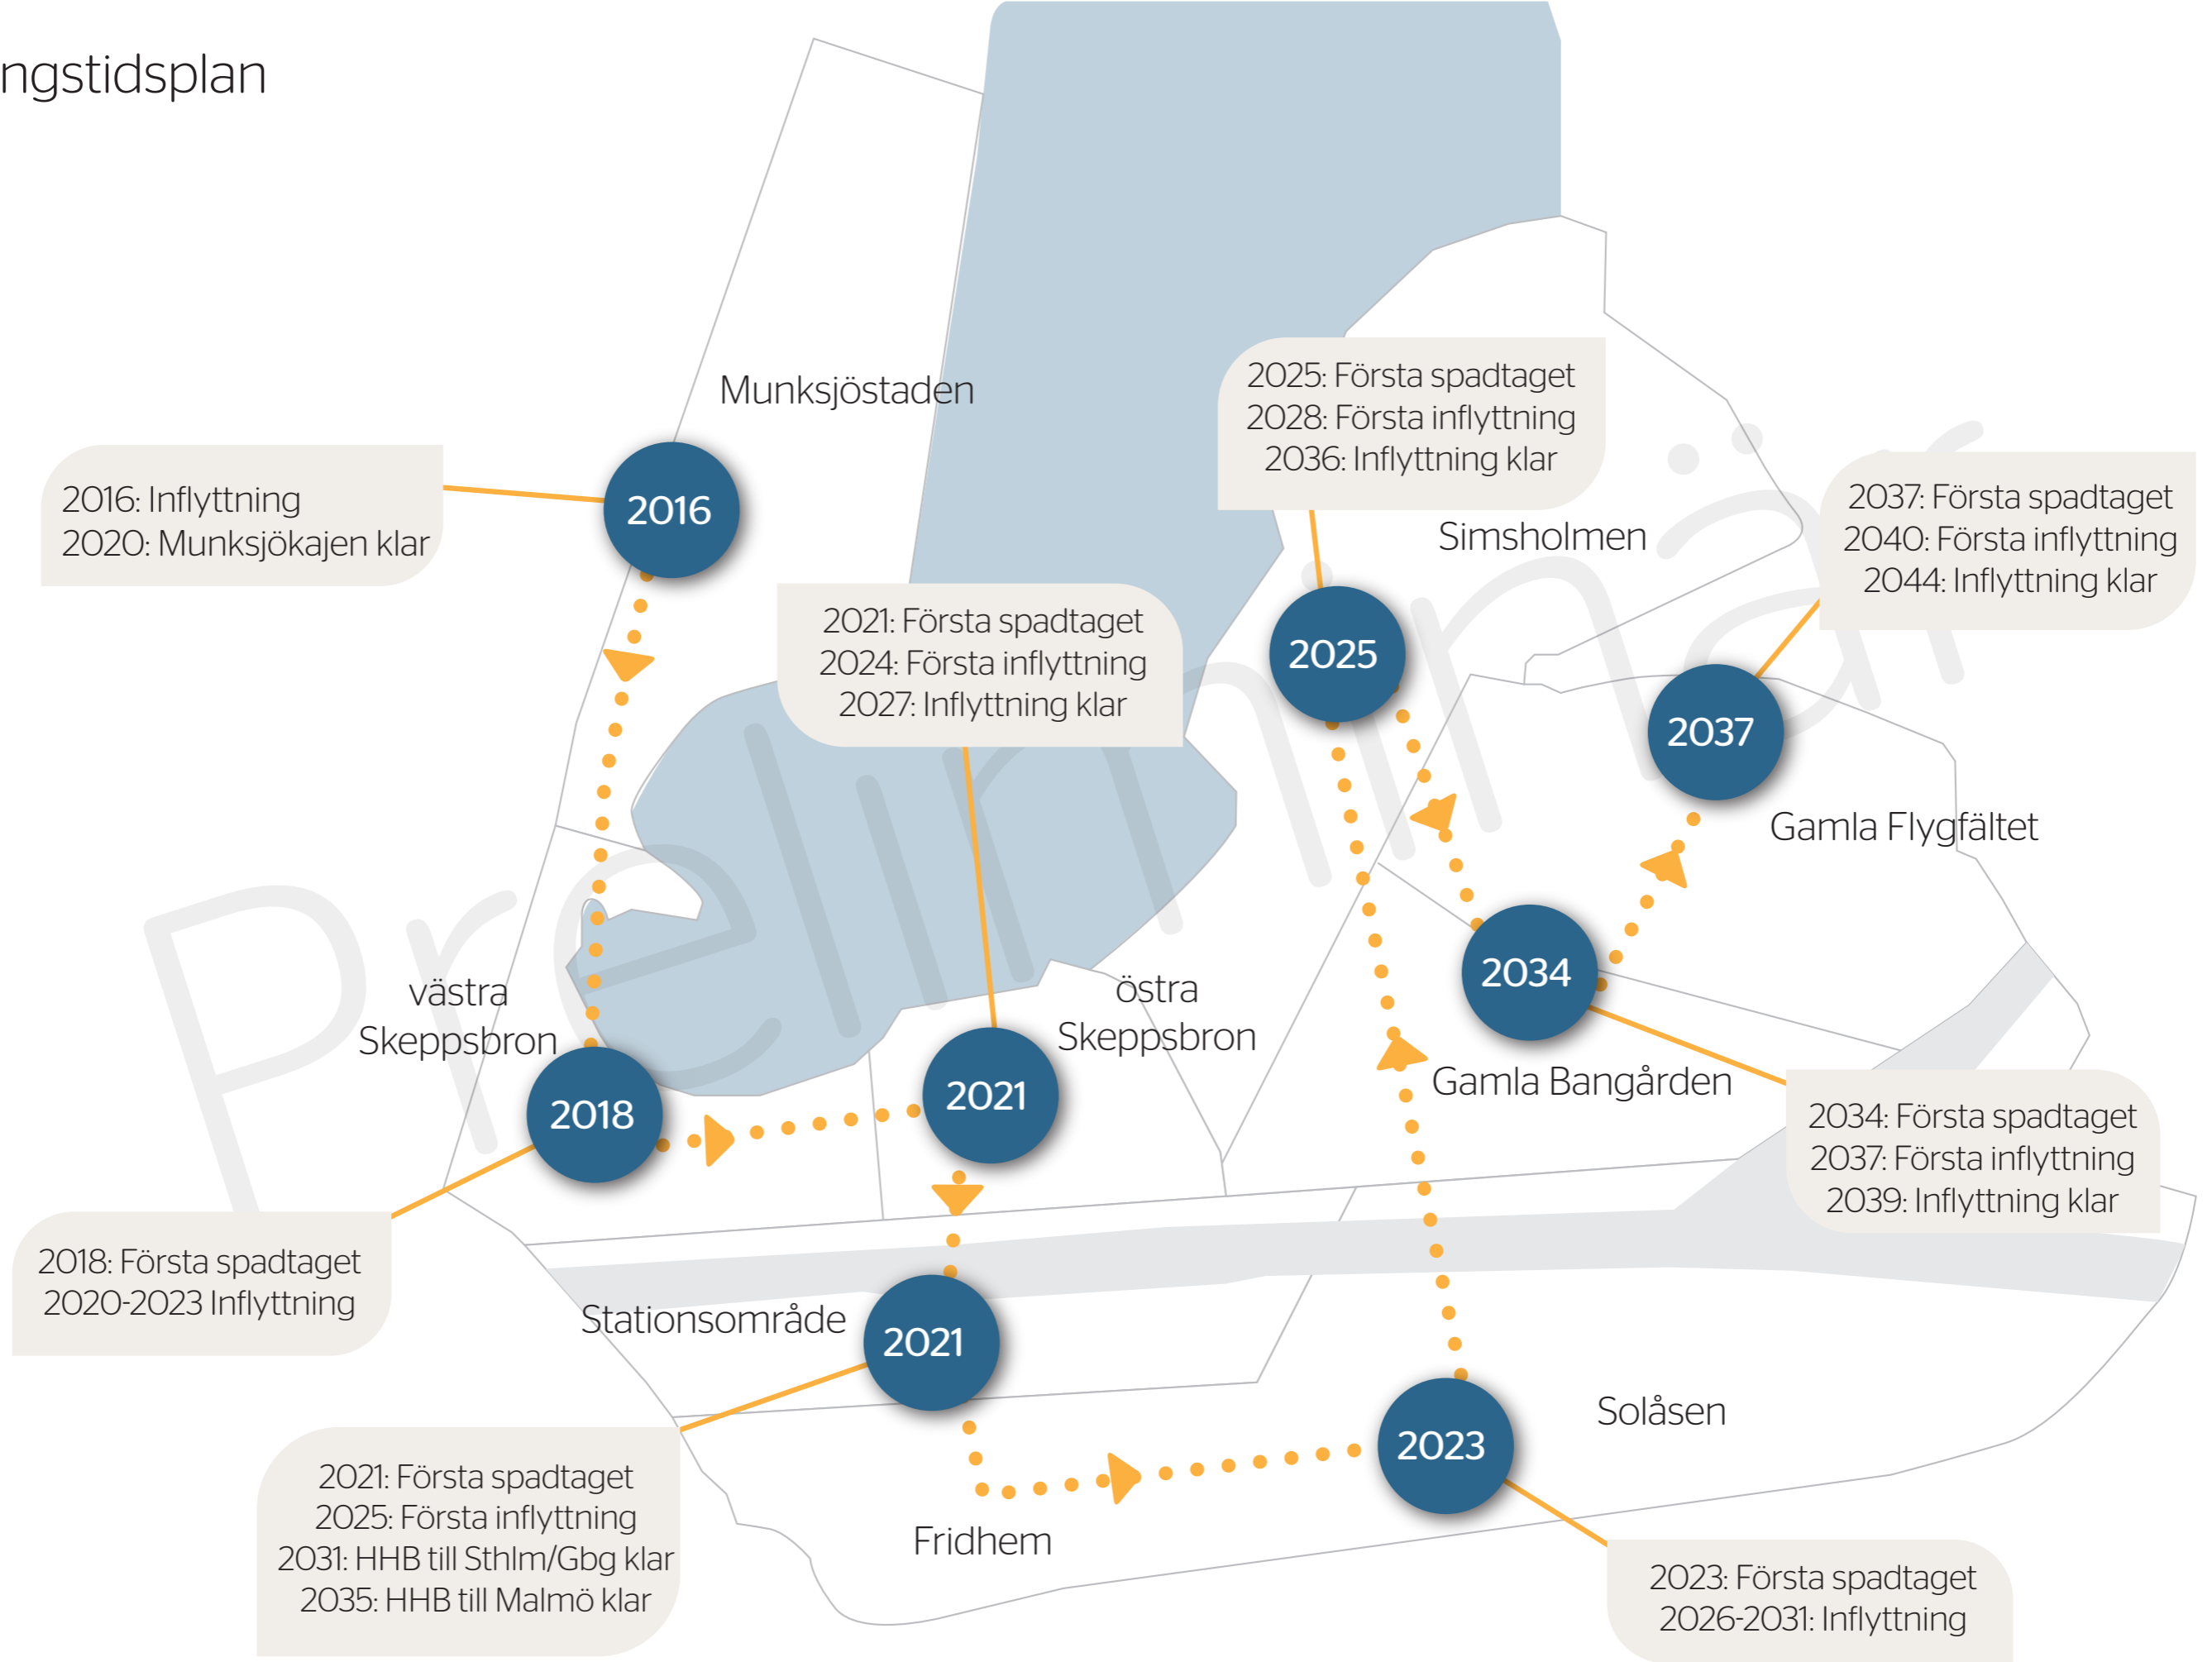 ngstidsplan
Munksjöstaden
2016: Inflyttning
2020: Munksjökajen klar
2016
2025: Första spadtaget
2028: Första inflyttning
2036: Inflyttning klar
Simsholmen
2037: Första spadtaget
2040: Första inflyttning
2044: Inflyttning klar
2021: Första spadtaget
2024: Första inflyttning
2027: Inflyttning klar
2025
2037
Gamla Flygfältet
Preliminär
västra
Skeppsbron
östra
Skeppsbron
2034
Gamla Bangården
2018
2021
2034: Första spadtaget
2037: Första inflyttning
2039: Inflyttning klar
2018: Första spadtaget
2020-2023 Inflyttning
Stationsområde
2021
Solåsen
2023
2021: Första spadtaget
2025: Första inflyttning
2031: HHB till Sthlm/Gbg klar
2035: HHB till Malmö klar
Fridhem
2023: Första spadtaget
2026-2031: Inflyttning